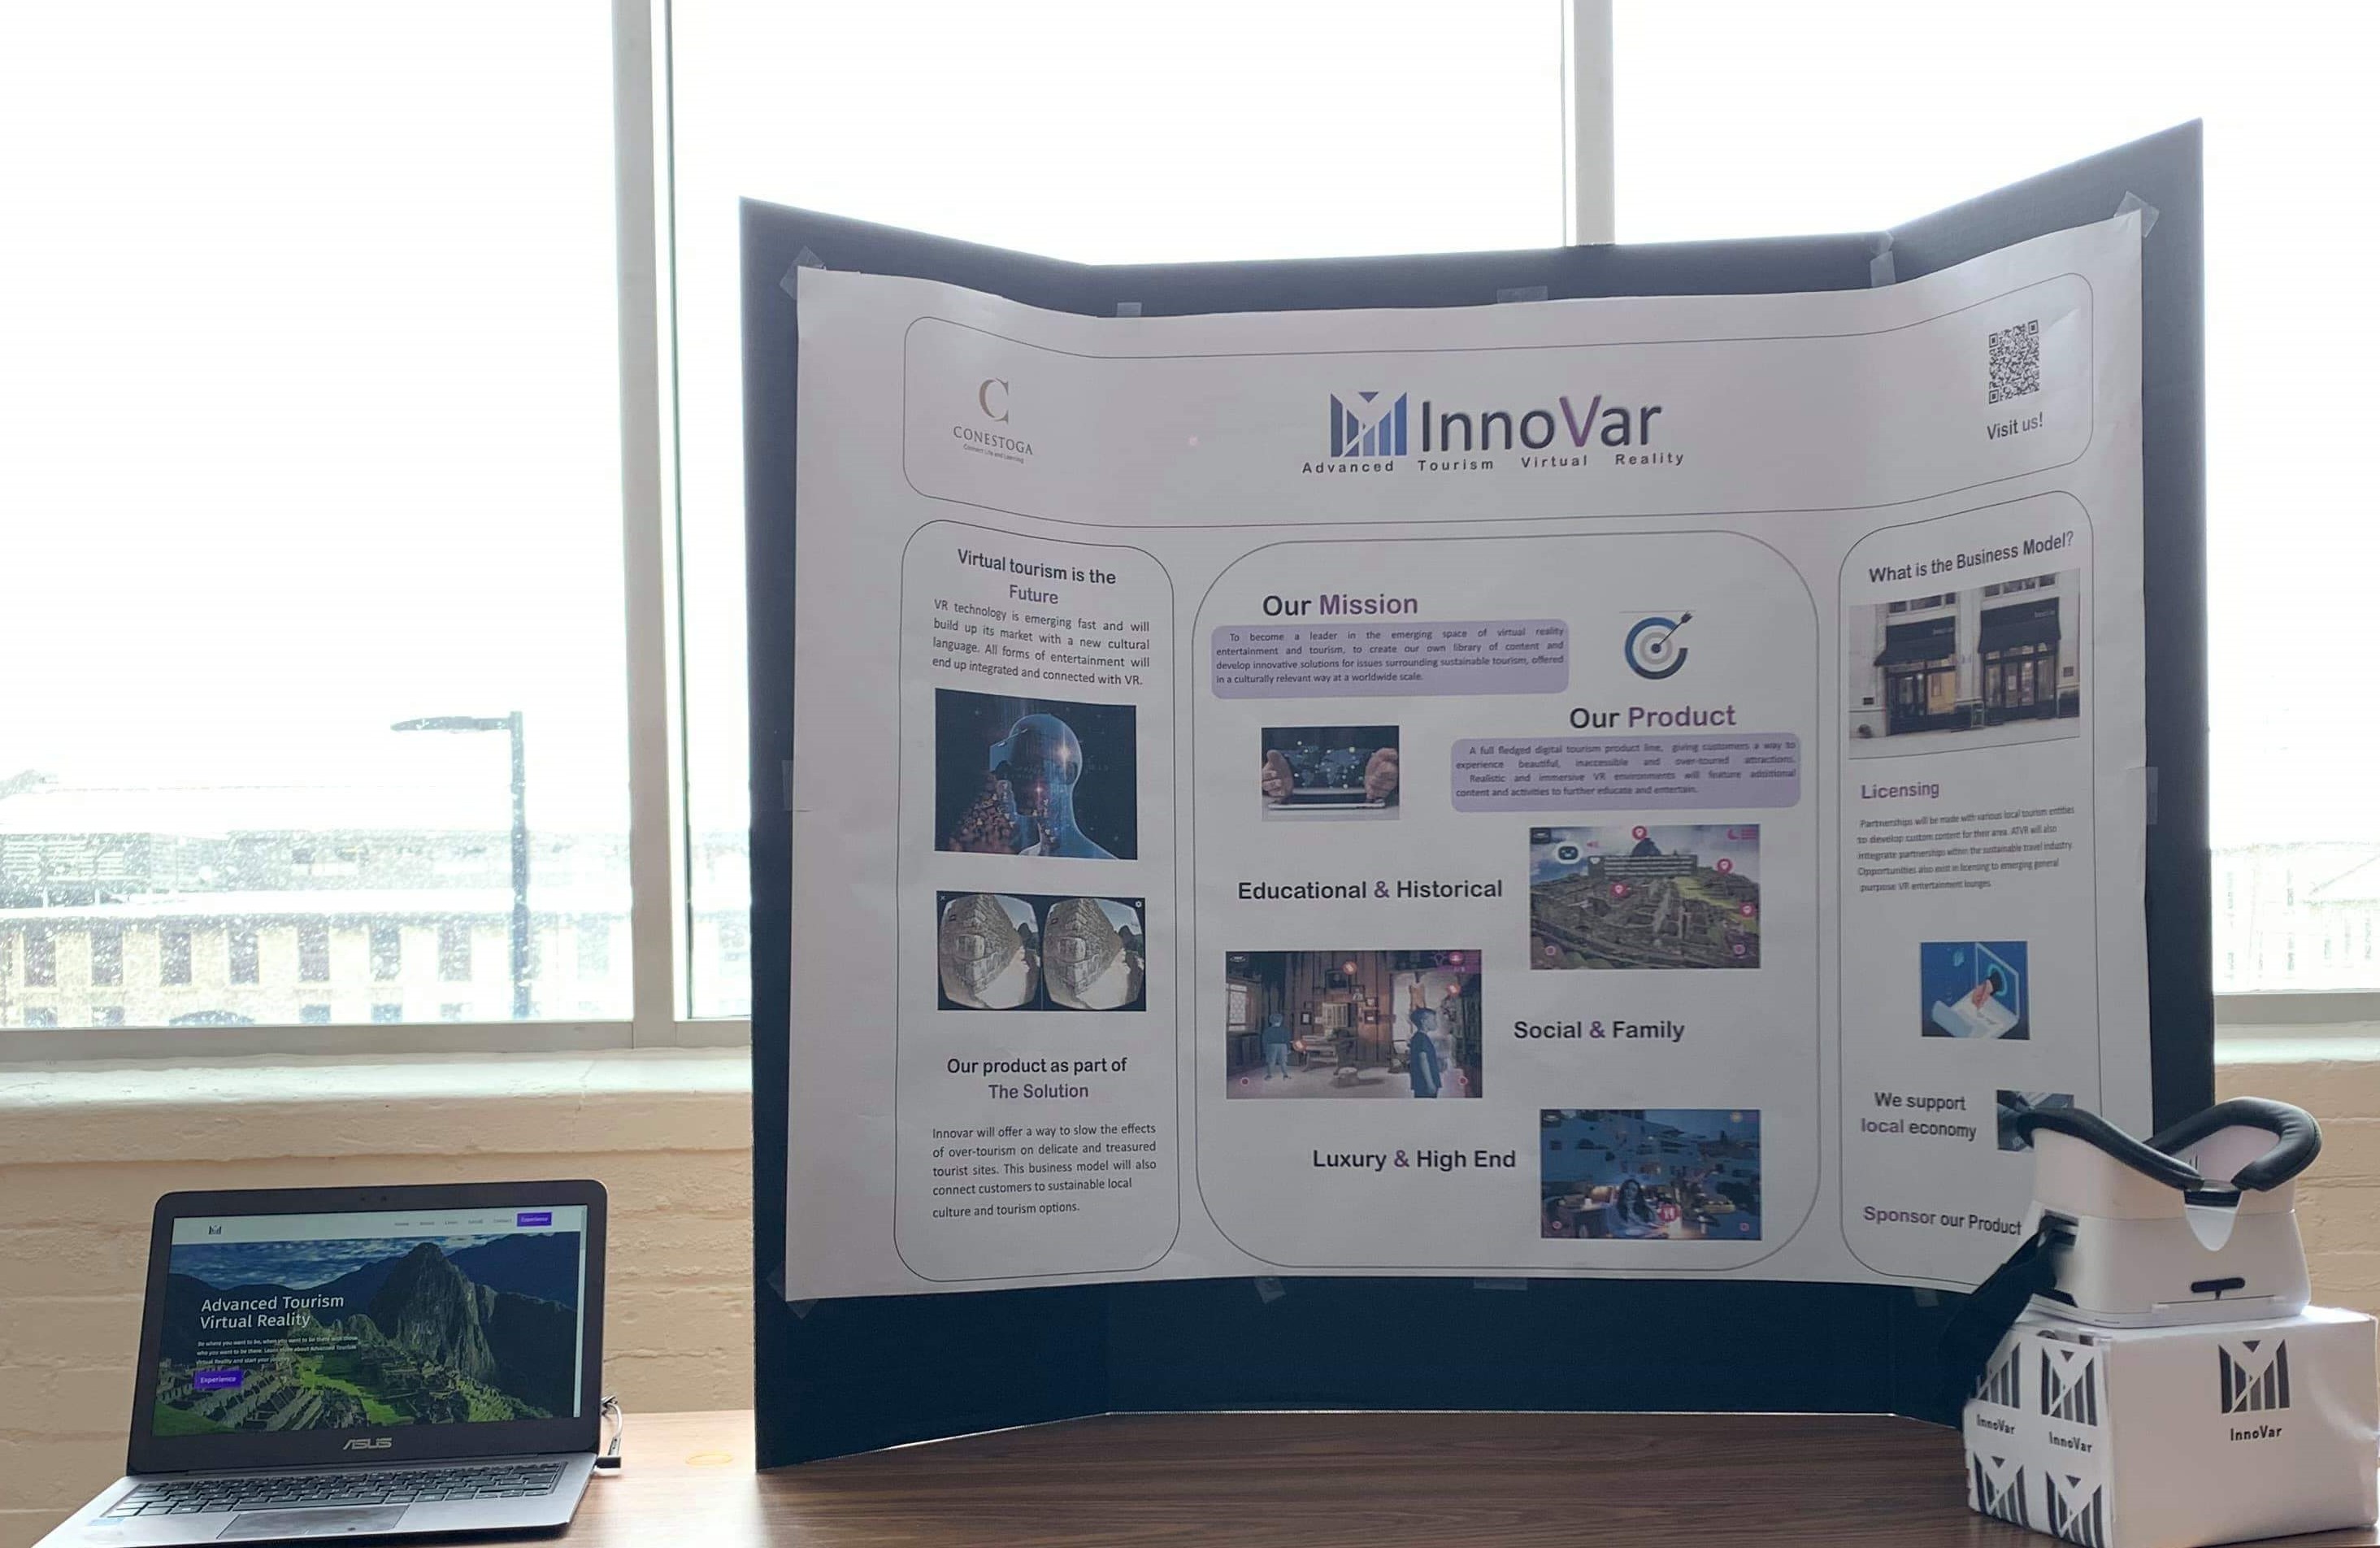 C
CONESTOGA
Connect Life and Learning
InnoVar
Advanced Tourism Virtual Reality
Visit us!
Virtual tourism is the
Future
VR technology is emerging fast and will
build up its market with a new cultural
language. All forms of entertainment will
end up integrated and connected with VR.
Our product as part of
The Solution
Innovar will offer a way to slow the effects
of over-tourism on delicate and treasured
tourist sites. This business model will also
connect customers to sustainable local
culture and tourism options.
Our Mission
To become a leader in the emerging space of virtual reality
entertainment and tourism, to create our own library of content and
develop innovative solutions for issues surrounding sustainable tourism, offered
in a culturally relevant way at a worldwide scale.
Our Product
A full fledged digital tourism product line, giving customers a way to
experience beautiful, inaccessible and over-toured attractions.
Realistic and immersive VR environments will feature additional
content and activities to further educate and entertain.
Educational & Historical
Social & Family
Luxury & High End
What is the Business Model?
Licensing
Partnerships will be made with various local tourism entities
to develop custom content for their area. ATVR will also
integrate partnerships within the sustainable travel industry.
Opportunities also exist in licensing to emerging general
purpose VR entertainment lounges.
We support
local economy
Sponsor our Product
Experience
Advanced Tourism
Virtual Reality
Be where you want to be, when you want to be there with those
who you want to be there. Learn more about Advanced Tourism
Virtual Reality and start your journey
Experience
ASUS
InnoVar
InnoVar
InnoVar